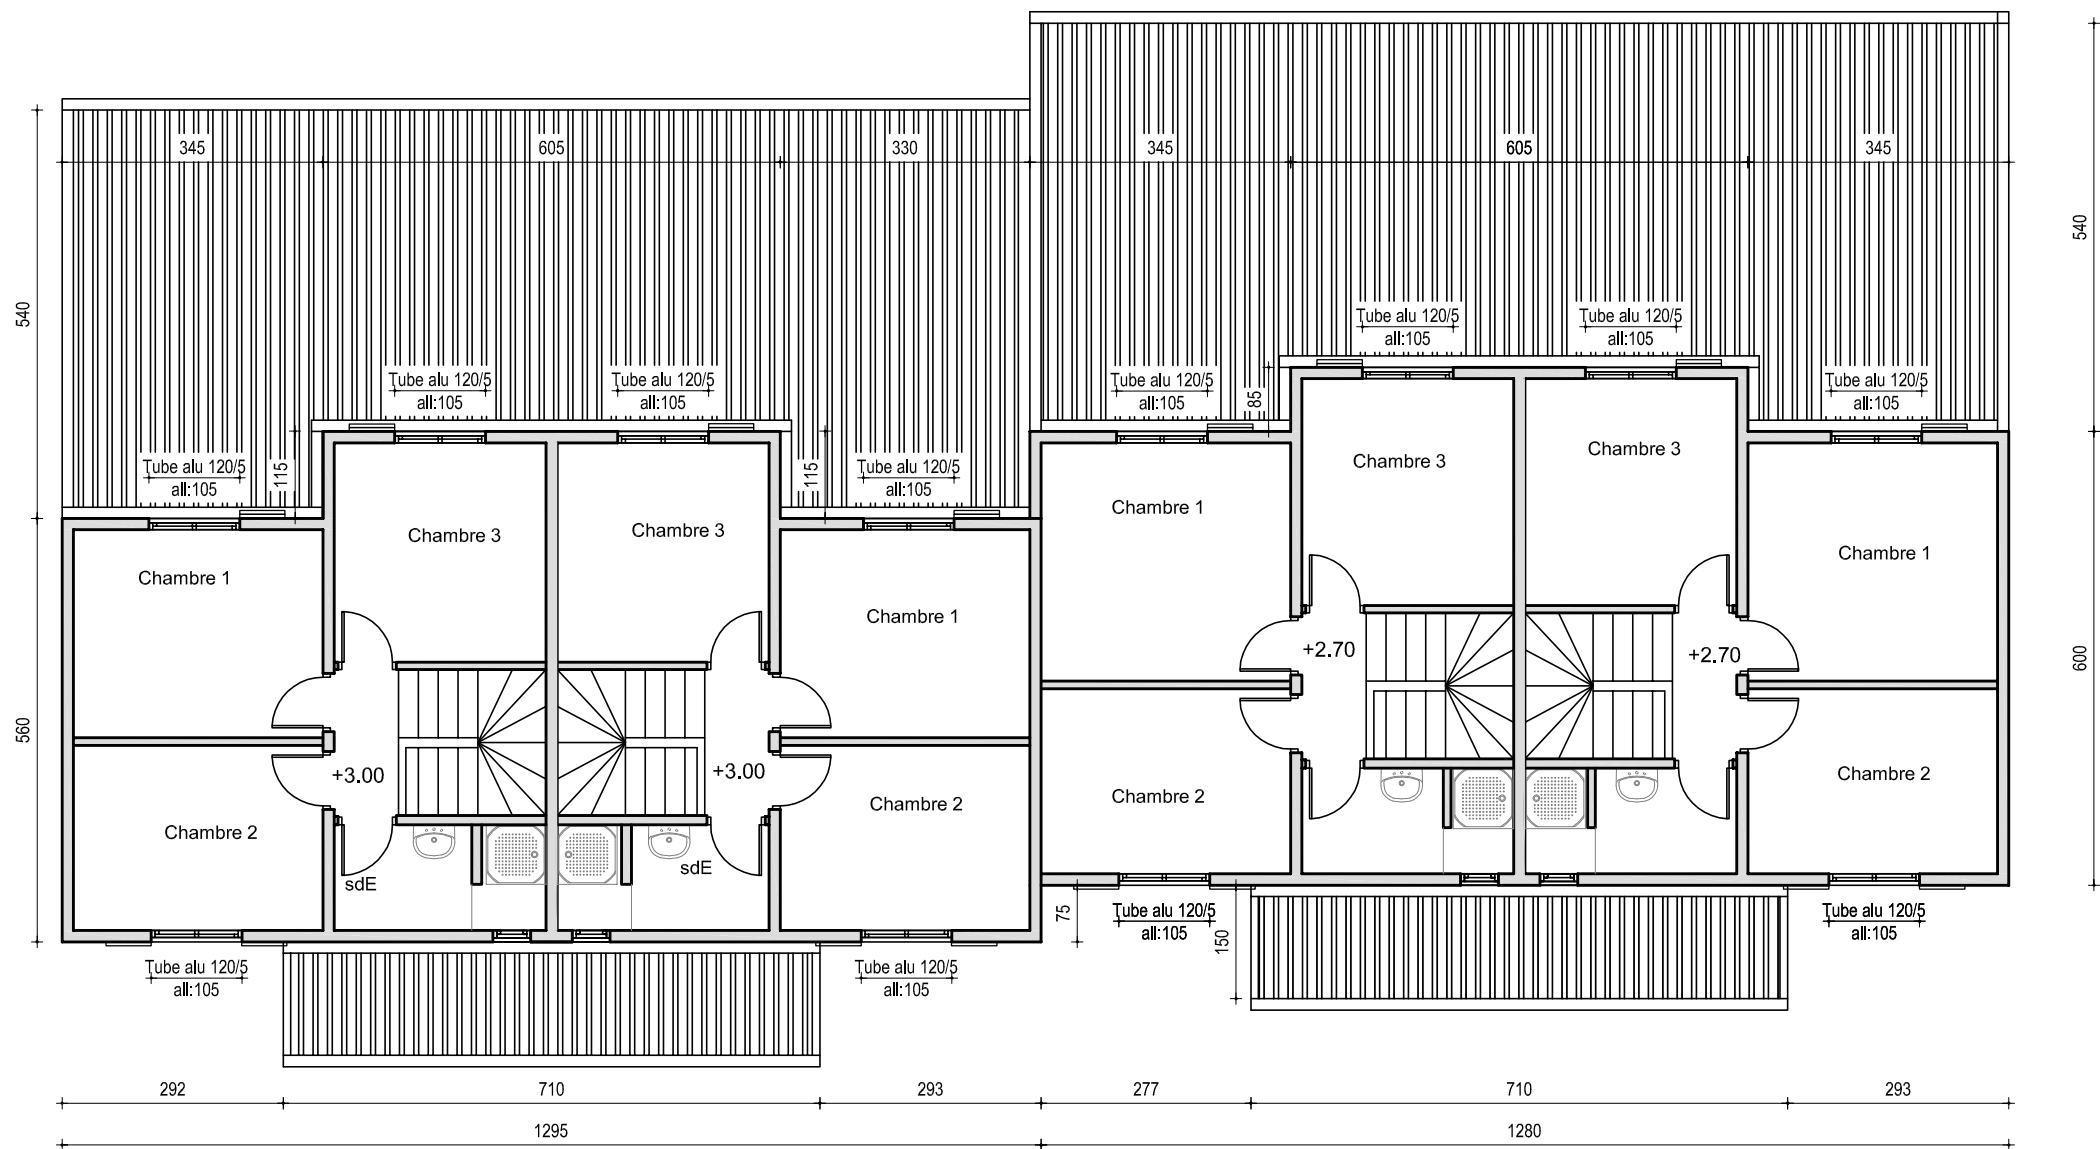 345
605
330
345
605
345
540
540
Tube alu 120/5
all:105
Tube alu 120/5
all:105
Tube alu 120/5
all:105
Tube alu 120/5
all:105
Tube alu 120/5
all:105
Tube alu 120/5
all:105
85
Tube alu 120/5
all:105
115
115
Tube alu 120/5
all:105
Chambre 3
Chambre 3
Chambre 1
Chambre 3
Chambre 3
Chambre 1
Chambre 1
Chambre 1
+2.70
+2.70
600
560
+3.00
+3.00
Chambre 2
Chambre 2
Chambre 2
Chambre 2
sdE
sdE
75
150
Tube alu 120/5
all:105
Tube alu 120/5
all:105
Tube alu 120/5
all:105
Tube alu 120/5
all:105
292
710
293
277
710
293
1295
1280